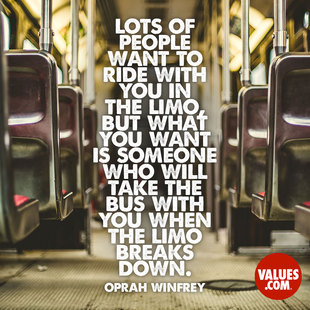 LOTS OF
PEOPLE
WANT TO
RIDE WITH
YOU IN
THE LIMO,
BUT WHAT
YOU WANT
IS SOMEONE
WHO WILL
TAKE THE
BUS WITH
YOU WHEN
THE LIMO
BREAKS
DOWN.
OPRAH WINFREY
VALUES
.COM